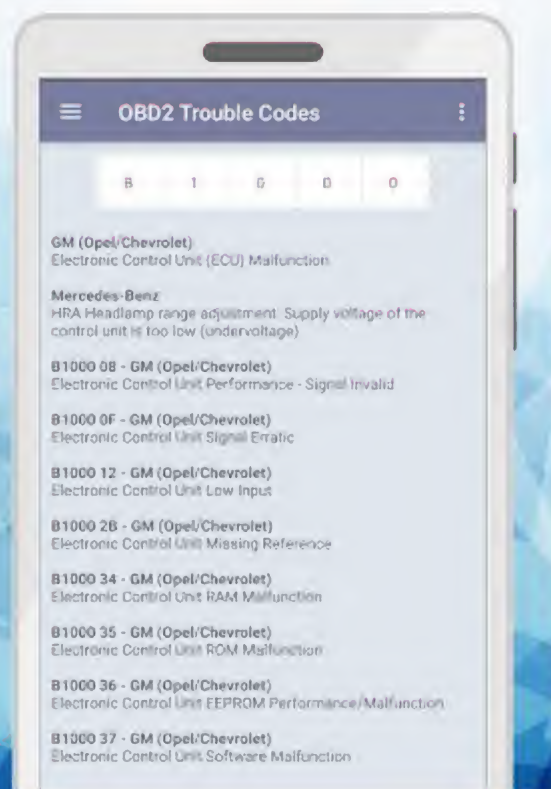 OBD2 Trouble Codes
B 1 0 0 0
GM (Opel/Chevrolet)
Electronic Control Unit (ECU) Malfunction
Mercedes-Benz
HRA Headlamp range adjustment. Supply voltage of the
control unit is too low (undervoltage)
B1000 08 - GM (Opel/Chevrolet)
Electronic Control Unit Performance - Signal Invalid
B1000 0F - GM (Opel/Chevrolet)
Electronic Control Unit Signal Erratic
B1000 12 - GM (Opel/Chevrolet)
Electronic Control Unit Low Input
B1000 2B - GM (Opel/Chevrolet)
Electronic Control Unit Missing Reference
B1000 34 - GM (Opel/Chevrolet)
Electronic Control Unit RAM Malfunction
B1000 35 - GM (Opel/Chevrolet)
Electronic Control Unit ROM Malfunction
B1000 36 - GM (Opel/Chevrolet)
Electronic Control Unit EEPROM Performance/Malfunction
B1000 37 - GM (Opel/Chevrolet)
Electronic Control Unit Software Malfunction